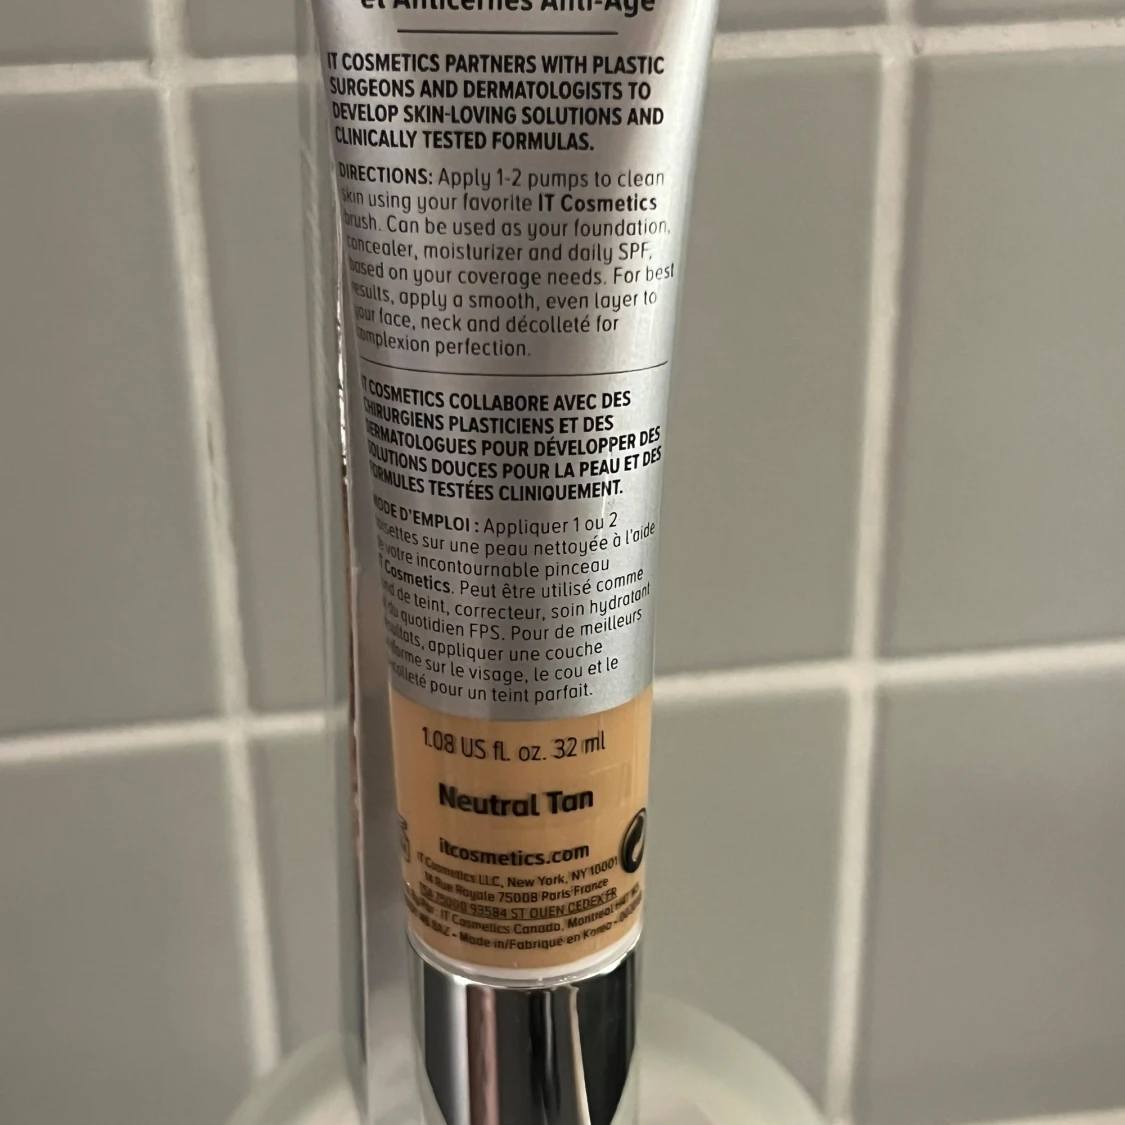 et Anticernes Anti-Âge
IT COSMETICS PARTNERS WITH PLASTIC
SURGEONS AND DERMATOLOGISTS TO
DEVELOP SKIN-LOVING SOLUTIONS AND
CLINICALLY TESTED FORMULAS.
DIRECTIONS: Apply 1-2 pumps to clean
skin using your favorite IT Cosmetics
brush. Can be used as your foundation,
concealer, moisturizer and daily SPF,
based on your coverage needs. For best
results, apply a smooth, even layer to
your face, neck and décolleté for
complexion perfection.
IT COSMETICS COLLABORE AVEC DES
CHIRURGIENS PLASTICIENS ET DES
DERMATOLOGUES POUR DÉVELOPPER DES
SOLUTIONS DOUCES POUR LA PEAU ET DES
FORMULES TESTÉES CLINIQUEMENT.
MODE D'EMPLOI : Appliquer 1 ou 2
sur une peau nettoyée à l'aide
votre incontournable pinceau
IT Cosmetics. Peut être utilisé comme
de teint, correcteur, soin hydratant
du quotidien FPS. Pour de meilleurs
résultats, appliquer une couche
sur le visage, le cou et le
pour un teint parfait.
1.08 US fl. oz. 32 ml
Neutral Tan
itcosmetics.com
IT Cosmetics LLC, New York, NY 10001
14 Rue Royale 75008 Paris France
75000 93584 ST OUEN CEDEX FR
IT Cosmetics Canada, Montreal
Made in/Fabriqué en Korea